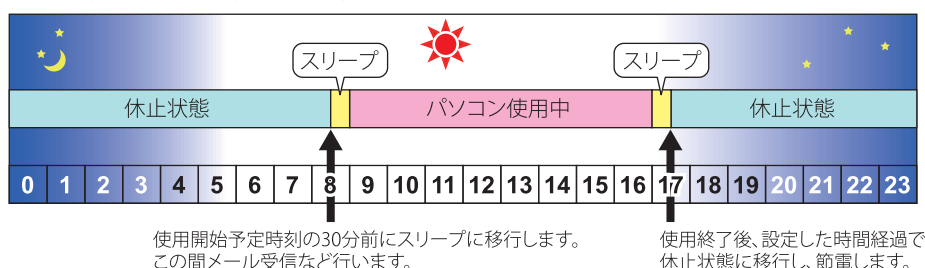 スリープ
スリープ
休止状態
パソコン使用中
休止状態
0 1 2 3 4 5 6 7 8 9 10 11 12 13 14 15 16 17 18 19 20 21 22 23
使用開始予定時刻の30分前にスリープに移行します。
この間メール受信など行います。
使用終了後、設定した時間経過で
休止状態に移行し、節電します。